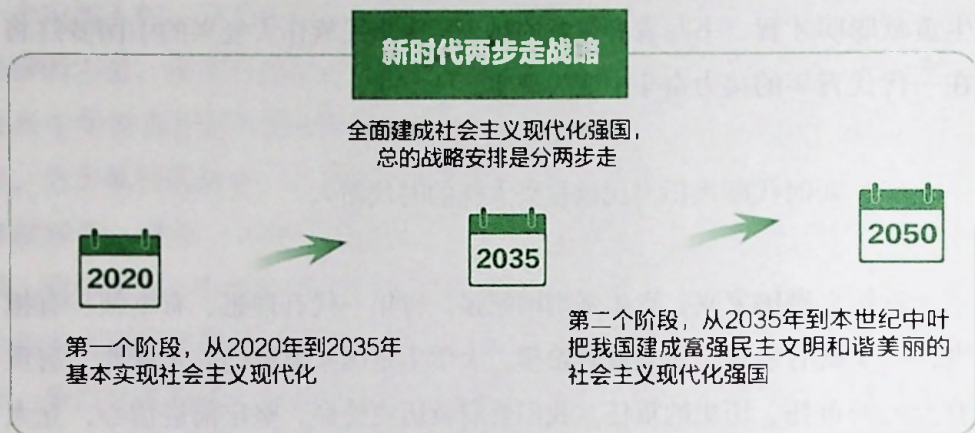 新时代两步走战略
全面建成社会主义现代化强国，
总的战略安排是分两步走
2020
2035
2050
第一个阶段，从2020年到2035年
基本实现社会主义现代化
第二个阶段，从2035年到本世纪中叶
把我国建成富强民主文明和谐美丽的
社会主义现代化强国